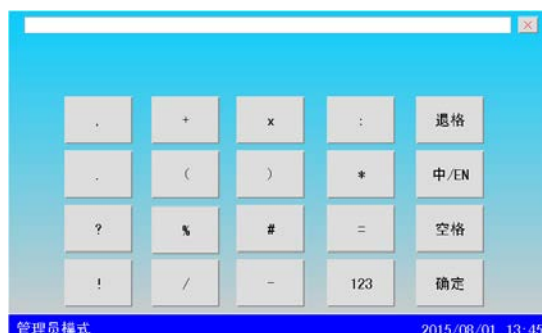 , + x : 退格
. ( ) * 中/EN
? % # = 空格
! / - 123 确定
管理员模式 2015/08/01 13:45